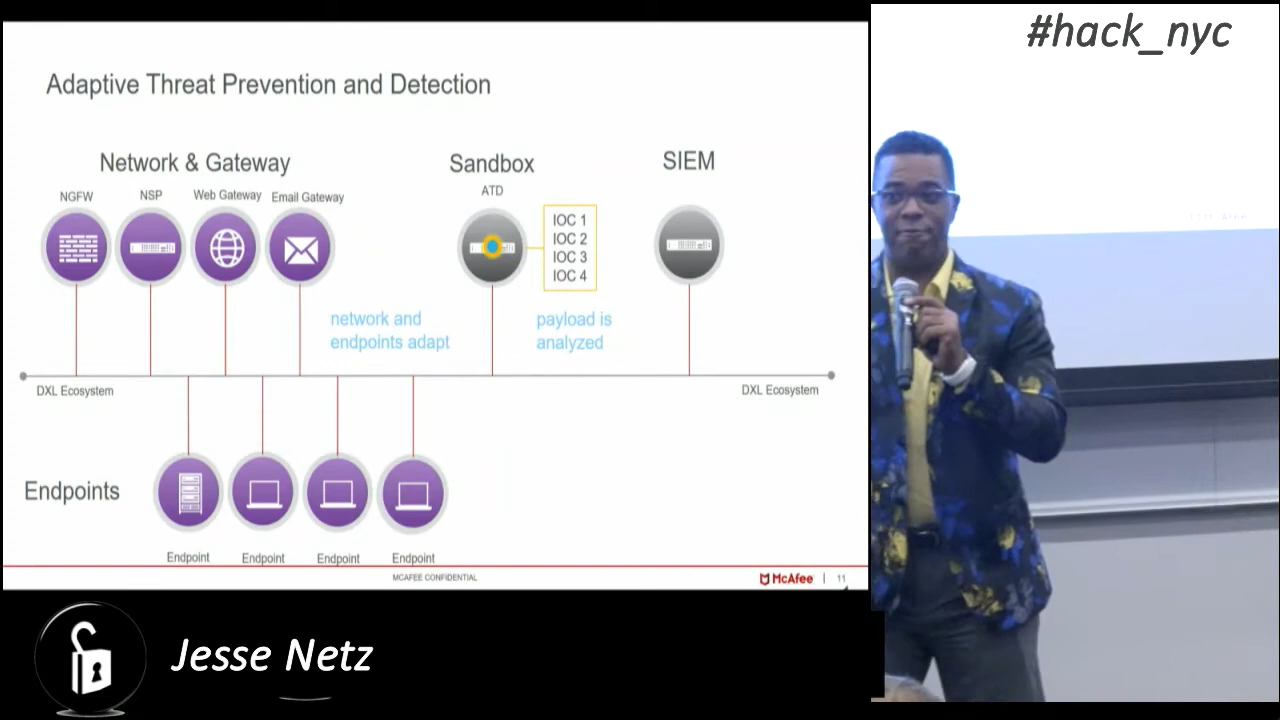 #hack_nyc
Adaptive Threat Prevention and Detection
Network & Gateway
Sandbox
SIEM
NGFW
NSP
Web Gateway
Email Gateway
ATD
IOC 1
IOC 2
IOC 3
IOC 4
network and
endpoints adapt
payload is
analyzed
DXL Ecosystem
DXL Ecosystem
Endpoints
Endpoint
Endpoint
Endpoint
Endpoint
MCAFEE CONFIDENTIAL
McAfee
11
Jesse Netz